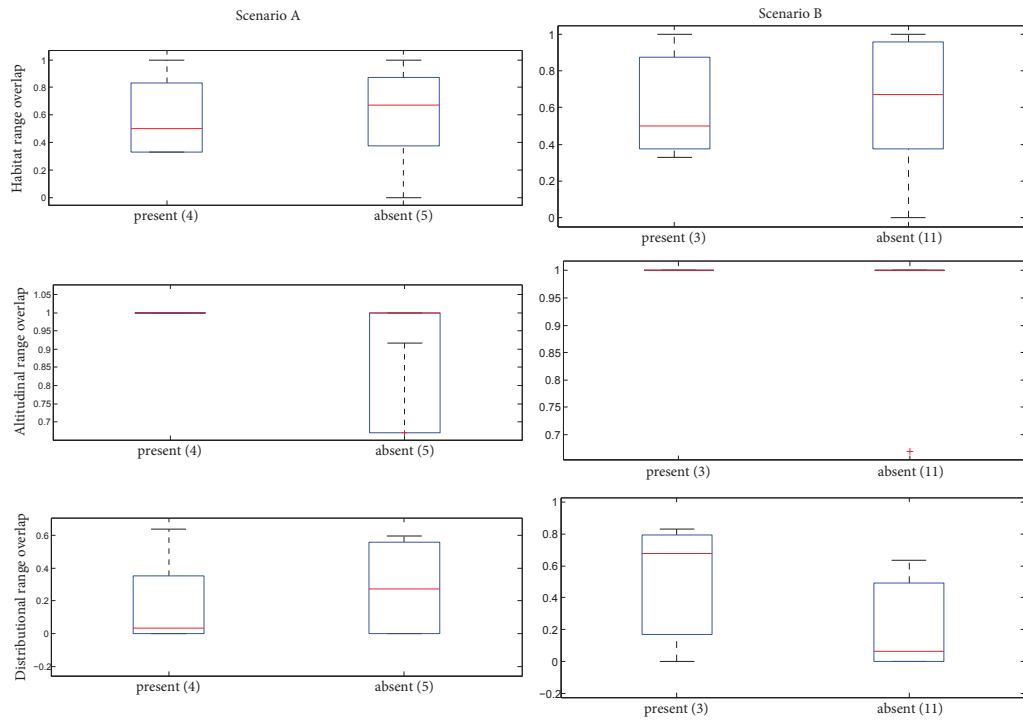 Scenario A
Habitat range overlap
1
0.8
0.6
0.4
0.2
0
present (4)
absent (5)
Altitudinal range overlap
1.05
1
0.95
0.9
0.85
0.8
0.75
0.7
present (4)
absent (5)
Distributional range overlap
0.6
0.4
0.2
0
−0.2
present (4)
absent (5)
Scenario B
1
0.8
0.6
0.4
0.2
0
present (3)
absent (11)
1
0.95
0.9
0.85
0.8
0.75
0.7
present (3)
absent (11)
1
0.8
0.6
0.4
0.2
0
−0.2
present (3)
absent (11)